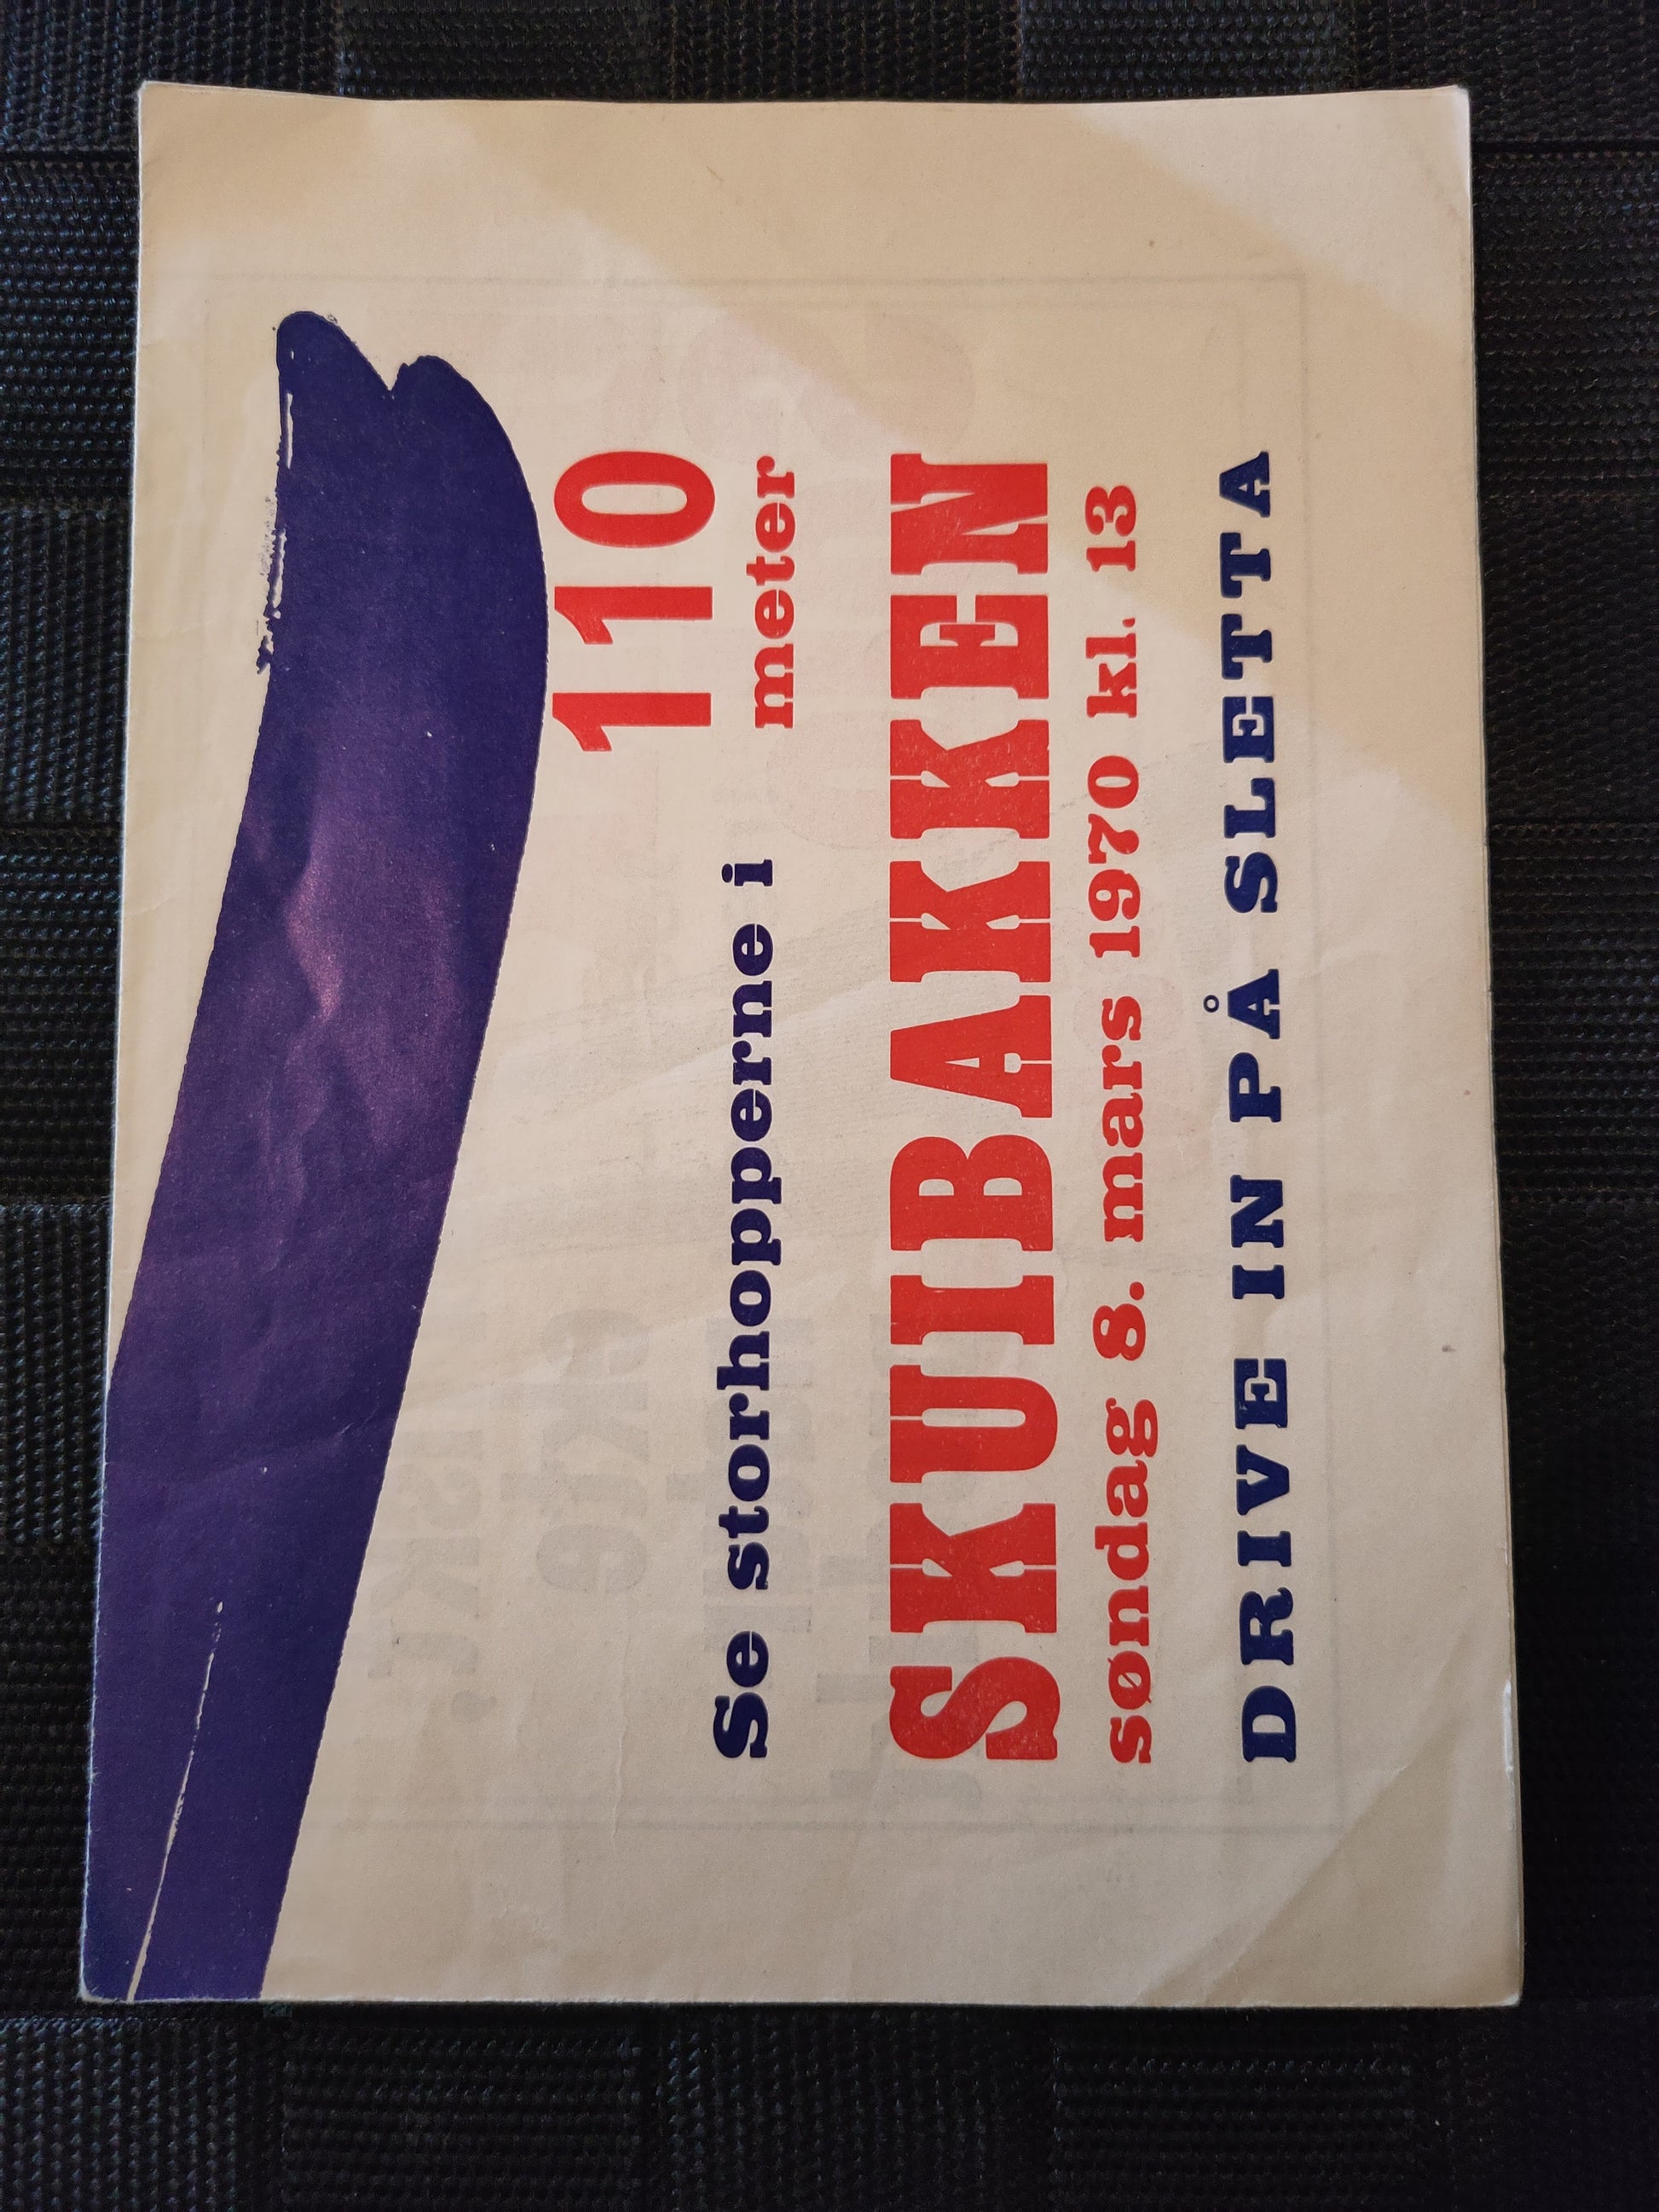 110
meter
Se storhopperne i
SKUIBAKKEN
søndag 8. mars 1970 kl. 13
DRIVE IN PÅ SLETTA